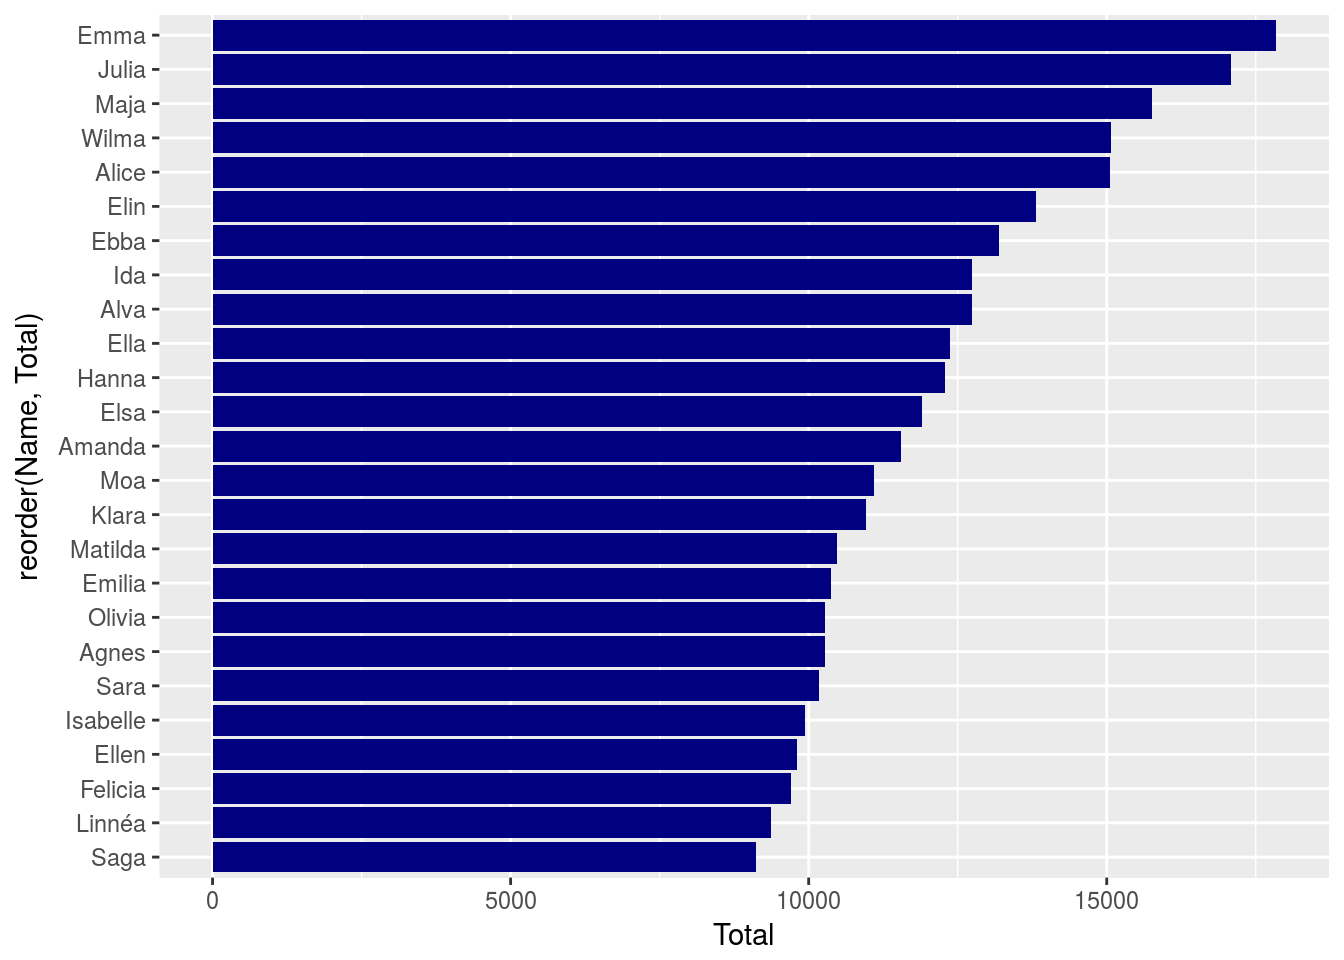 Emma
Julia
Maja
Wilma
Alice
Elin
Ebba
Ida
Alva
Ella
Hanna
Elsa
Amanda
Moa
Klara
Matilda
Emilia
Olivia
Agnes
Sara
Isabelle
Ellen
Felicia
Linnéa
Saga
reorder(Name, Total)
0 5000 10000 15000
Total